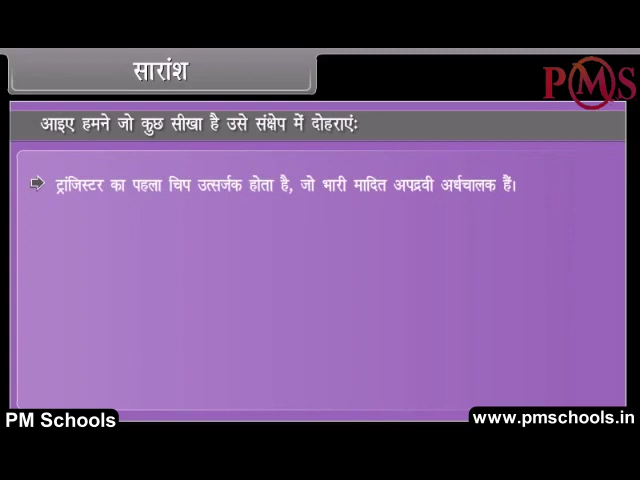 सारांश
PMS
आइए हमने जो कुछ सीखा है उसे संक्षेप में दोहराएं:
ट्रांजिस्टर का पहला चिप उत्सर्जक होता है, जो भारी मादित अपद्रवी अर्धचालक हैं।
PM Schools
www.pmschools.in